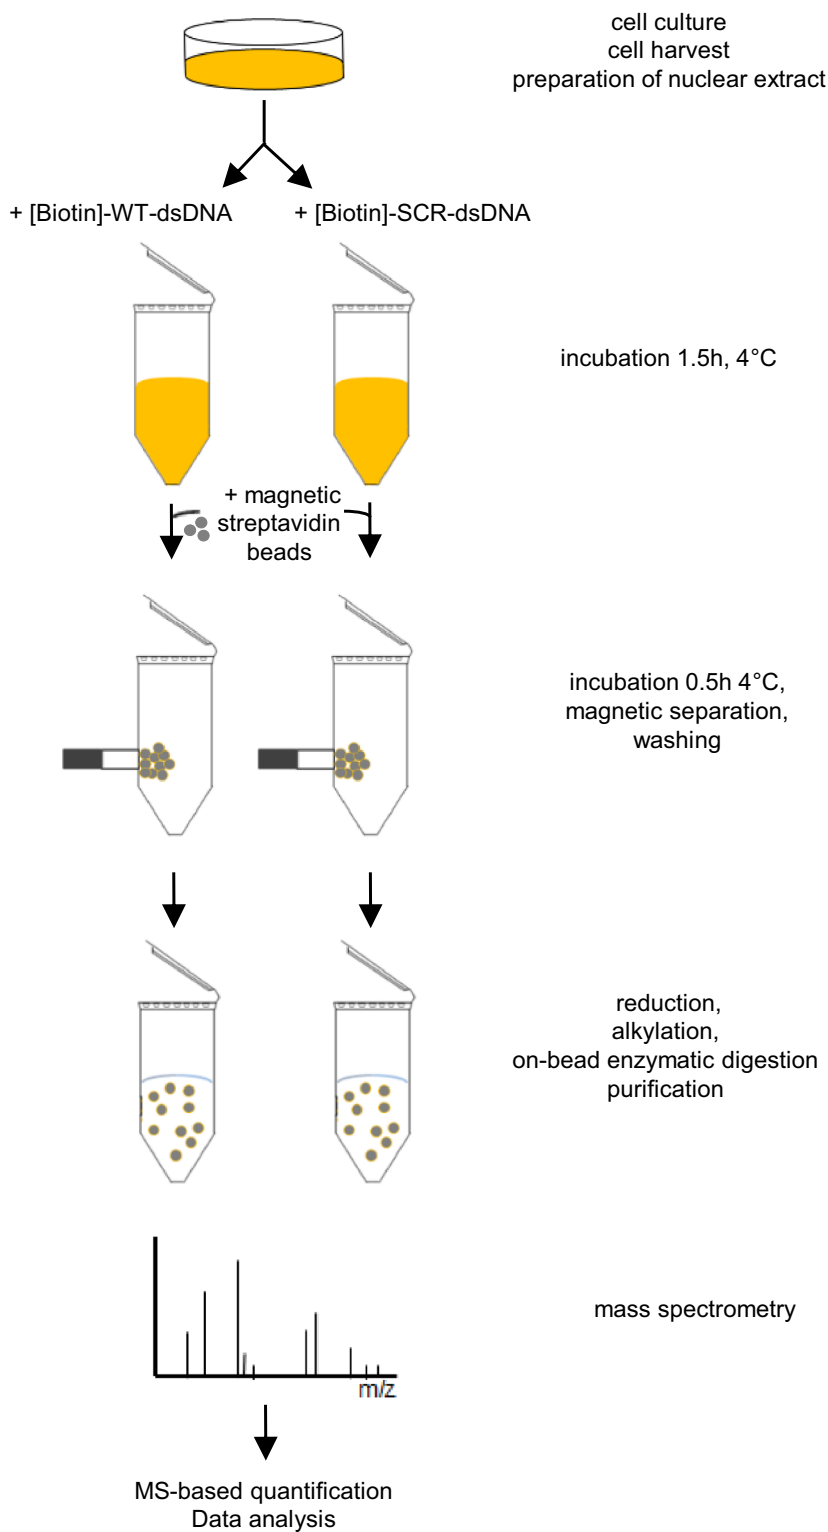 cell culture
cell harvest
preparation of nuclear extract
+ [Biotin]-WT-dsDNA
+ [Biotin]-SCR-dsDNA
incubation 1.5h, 4°C
+ magnetic
streptavidin
beads
incubation 0.5h 4°C,
magnetic separation,
washing
reduction,
alkylation,
on-bead enzymatic digestion
purification
mass spectrometry
m/z
MS-based quantification
Data analysis